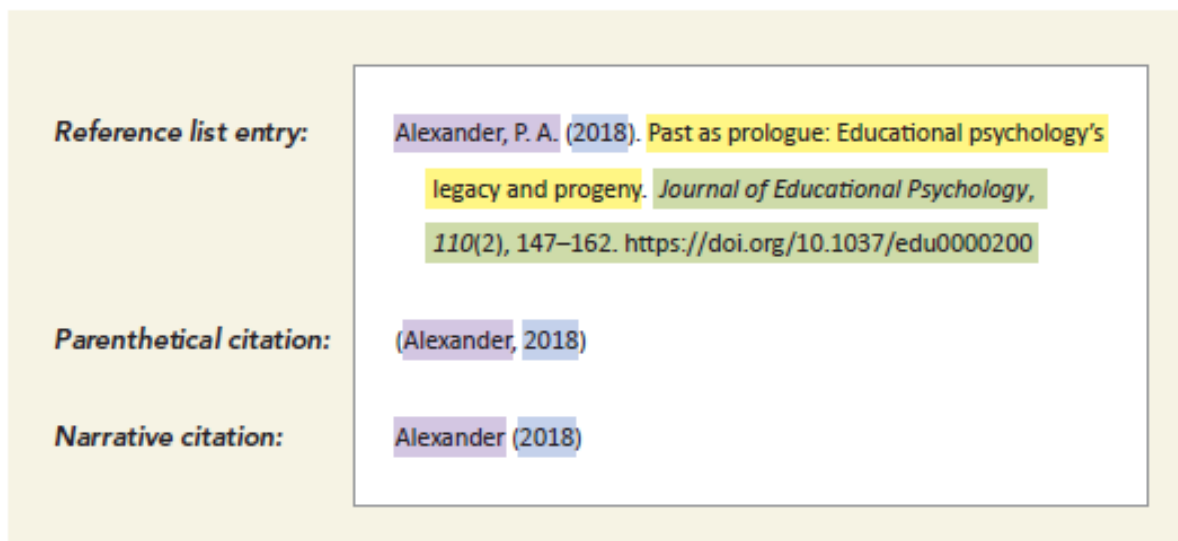 Reference list entry: Alexander, P. A. (2018). Past as prologue: Educational psychology’s
legacy and progeny. Journal of Educational Psychology,
110(2), 147–162. https://doi.org/10.1037/edu0000200
Parenthetical citation: (Alexander, 2018)
Narrative citation: Alexander (2018)